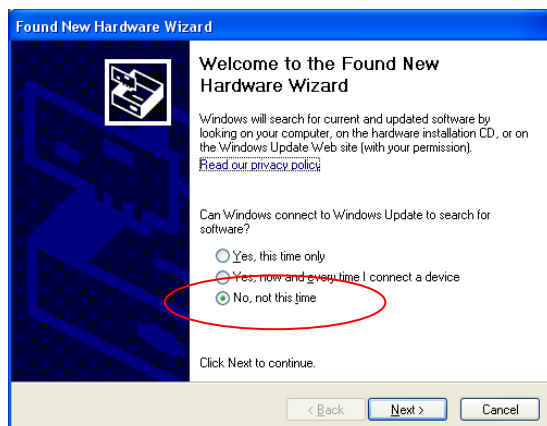 Found New Hardware Wizard
Welcome to the Found New
Hardware Wizard
Windows will search for current and updated software by
looking on your computer, on the hardware installation CD, or on
the Windows Update Web site (with your permission).
Read our privacy policy
Can Windows connect to Windows Update to search for
software?
Yes, this time only
Yes, now and every time I connect a device
No, not this time
Click Next to continue.
< Back
Next >
Cancel